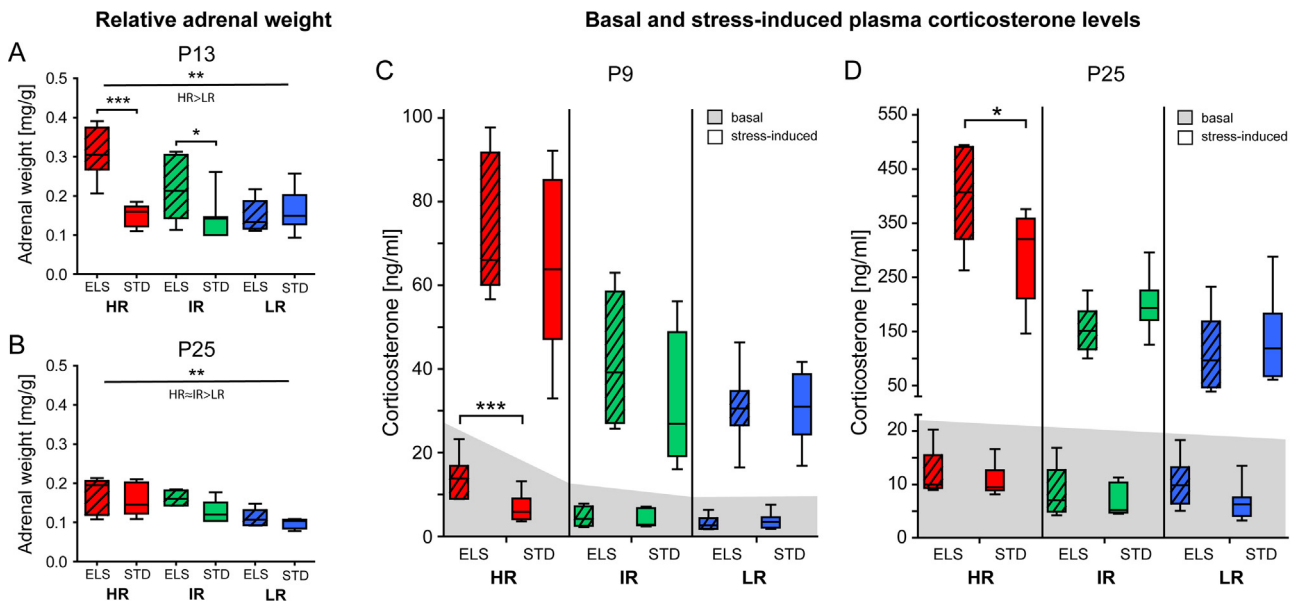 Relative adrenal weight
Basal and stress-induced plasma corticosterone levels
A
P13
Adrenal weight [mg/g]
0.5
0.4
0.3
0.2
0.1
0.0
**
HR>LR
***
*
ELS STD ELS STD ELS STD
HR IR LR
B
P25
Adrenal weight [mg/g]
0.5
0.4
0.3
0.2
0.1
0.0
**
HR≈IR>LR
ELS STD ELS STD ELS STD
HR IR LR
C
P9
Corticosterone [ng/ml]
100
80
60
40
20
0
basal
stress-induced
***
ELS STD ELS STD ELS STD
HR IR LR
D
P25
Corticosterone [ng/ml]
550
450
350
250
150
50
20
10
0
basal
stress-induced
*
ELS STD ELS STD ELS STD
HR IR LR